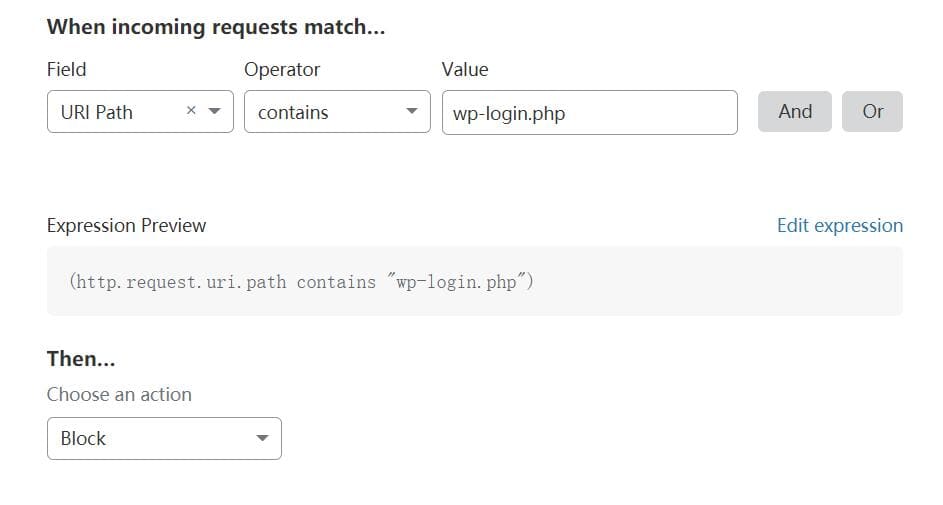 When incoming requests match...
Field Operator Value
URI Path × contains wp-login.php And Or
Expression Preview Edit expression
(http.request.uri.path contains "wp-login.php")
Then...
Choose an action
Block